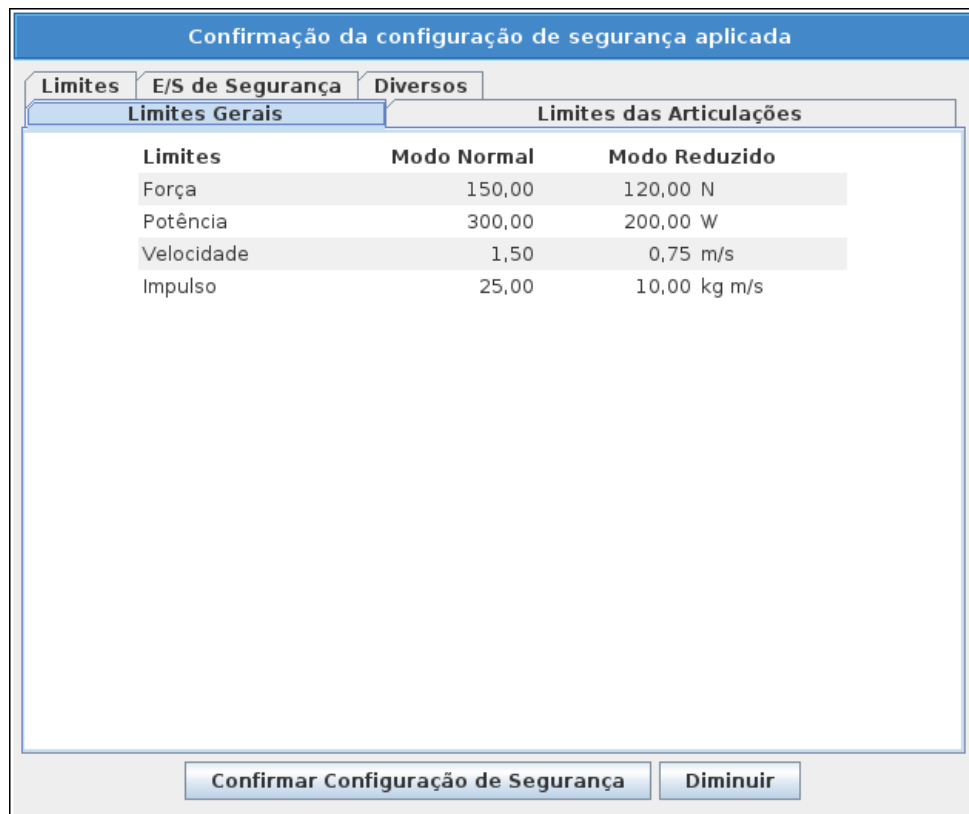 Confirmação da configuração de segurança aplicada
Limites E/S de Segurança Diversos
Limites Gerais Limites das Articulações
Limites Modo Normal Modo Reduzido
Força 150,00 120,00 N
Potência 300,00 200,00 W
Velocidade 1,50 0,75 m/s
Impulso 25,00 10,00 kg m/s
Confirmar Configuração de Segurança Diminuir